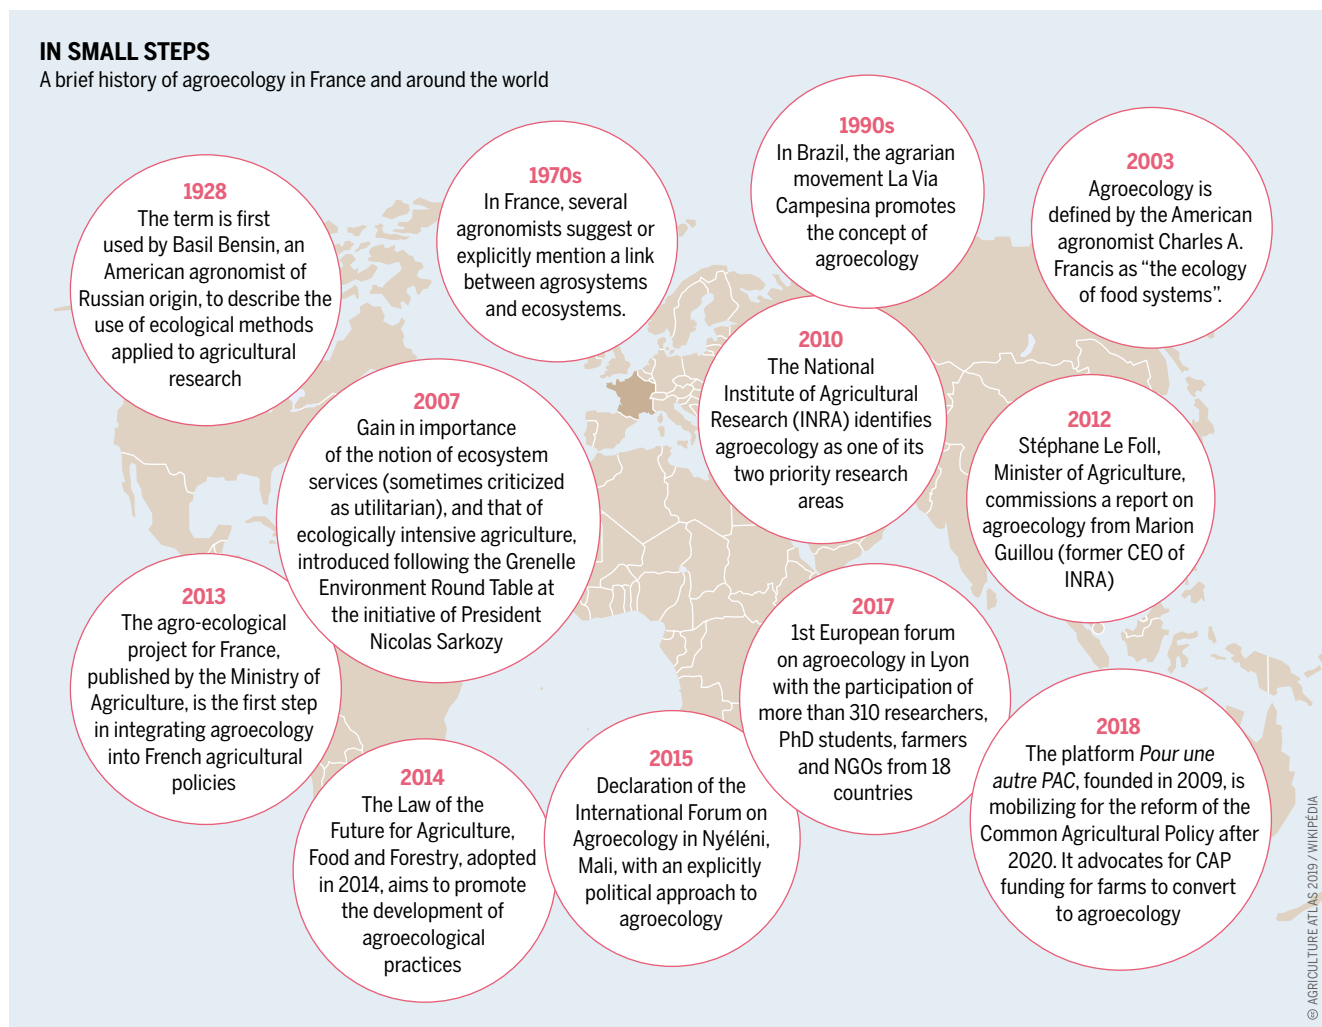 IN SMALL STEPS
A brief history of agroecology in France and around the world
1928
The term is first
used by Basil Bensin, an
American agronomist of
Russian origin, to describe the
use of ecological methods
applied to agricultural
research
1970s
In France, several
agronomists suggest or
explicitly mention a link
between agrosystems
and ecosystems.
1990s
In Brazil, the agrarian
movement La Via
Campesina promotes
the concept of
agroecology
2003
Agroecology is
defined by the American
agronomist Charles A.
Francis as “the ecology
of food systems”.
2007
Gain in importance
of the notion of ecosystem
services (sometimes criticized
as utilitarian), and that of
ecologically intensive agriculture,
introduced following the Grenelle
Environment Round Table at
the initiative of President
Nicolas Sarkozy
2010
The National
Institute of Agricultural
Research (INRA) identifies
agroecology as one of its
two priority research
areas
2012
Stéphane Le Foll,
Minister of Agriculture,
commissions a report on
agroecology from Marion
Guillou (former CEO of
INRA)
2013
The agro-ecological
project for France,
published by the Ministry of
Agriculture, is the first step
in integrating agroecology
into French agricultural
policies
2014
The Law of the
Future for Agriculture,
Food and Forestry, adopted
in 2014, aims to promote
the development of
agroecological
practices
2015
Declaration of the
International Forum on
Agroecology in Nyéléni,
Mali, with an explicitly
political approach to
agroecology
2017
1st European forum
on agroecology in Lyon
with the participation of
more than 310 researchers,
PhD students, farmers
and NGOs from 18
countries
2018
The platform Pour une
autre PAC, founded in 2009, is
mobilizing for the reform of the
Common Agricultural Policy after
2020. It advocates for CAP
funding for farms to convert
to agroecology
AGRICULTURE ATLAS 2019 / WIKIPÉDIA